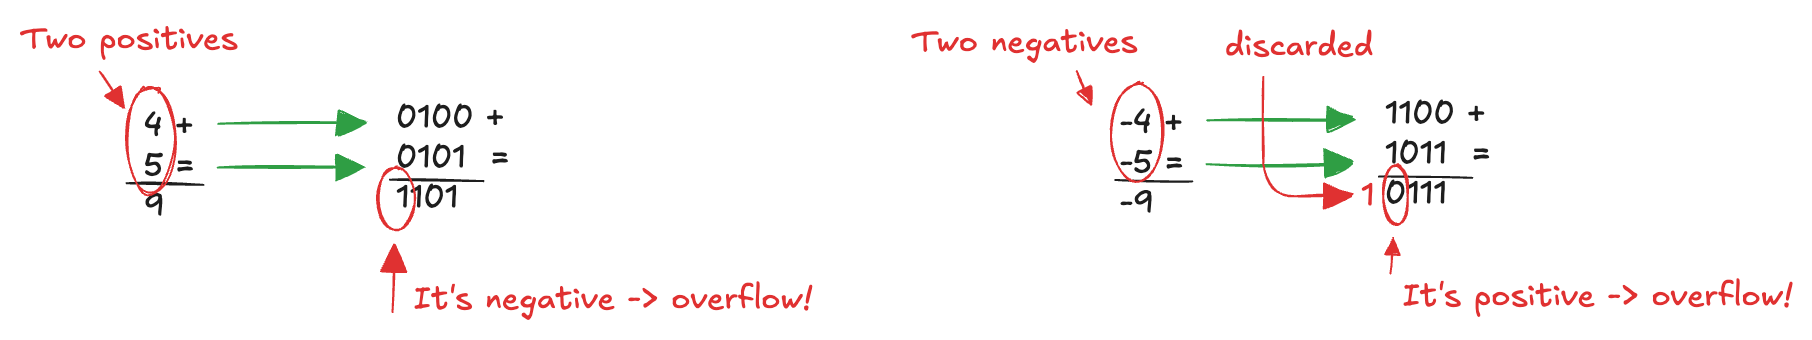 Two positives
4 +
5 =
9
0100 +
0101 =
1101
It's negative -> overflow!
Two negatives
discarded
-4 +
-5 =
-9
1100 +
1011 =
1 0111
It's positive -> overflow!